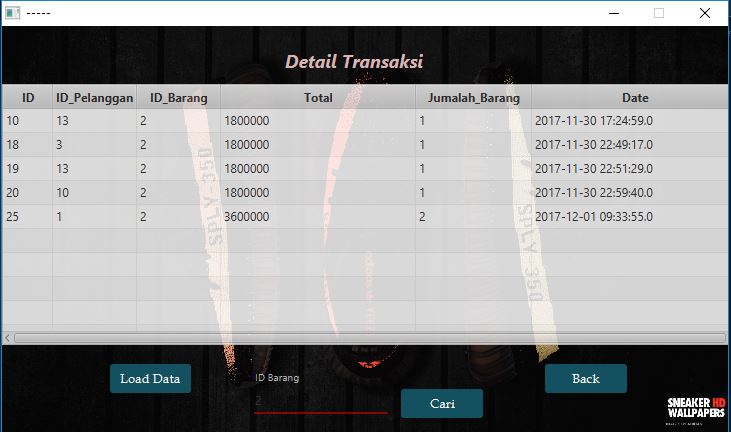 -----
Detail Transaksi
ID ID_Pelanggan ID_Barang Total Jumalah_Barang Date
10 13 2 1800000 1 2017-11-30 17:24:59.0
18 3 2 1800000 1 2017-11-30 22:49:17.0
19 13 2 1800000 1 2017-11-30 22:51:29.0
20 10 2 1800000 1 2017-11-30 22:59:40.0
25 1 2 3600000 2 2017-12-01 09:33:55.0
SPLY-350
SPLY-350
Load Data
ID Barang
2
Cari
Back
SNEAKER HD
WALLPAPERS